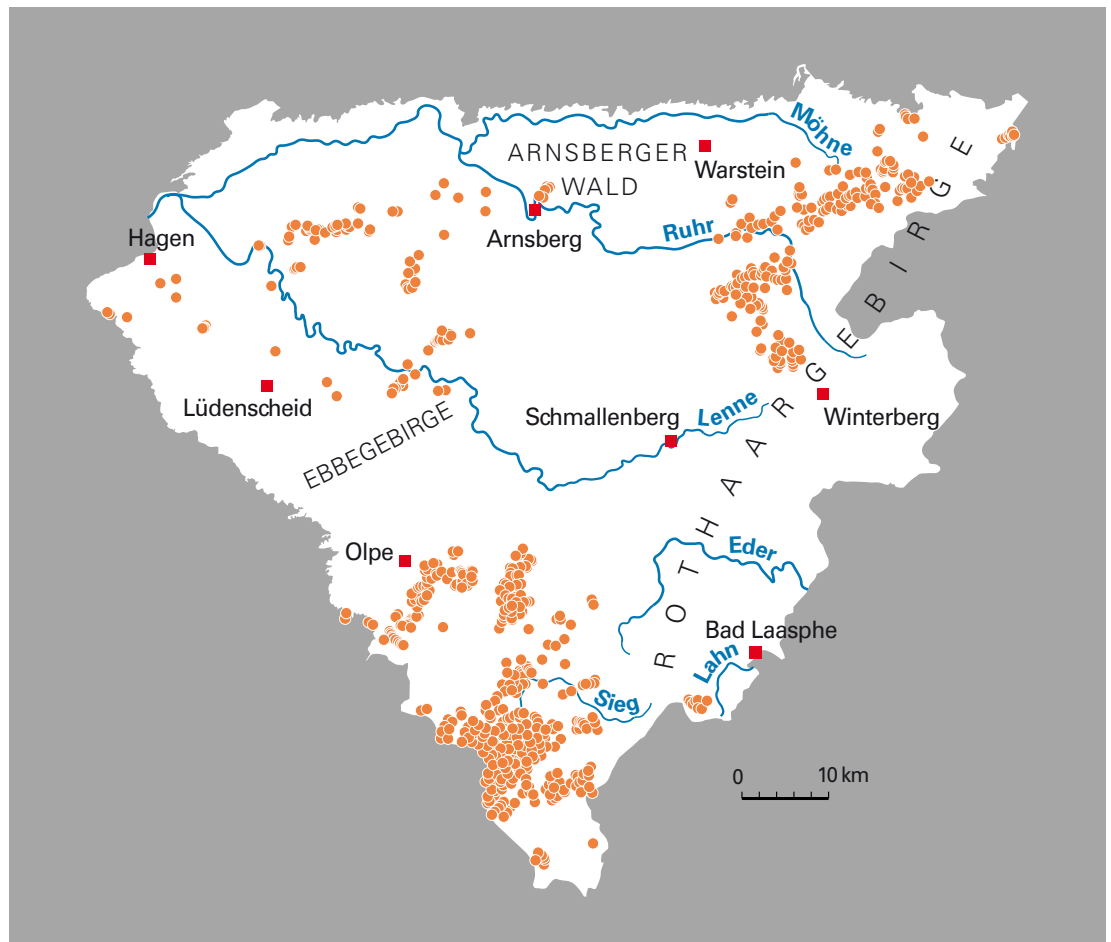 Möhne
ARNSBERGER
WALD
Warstein
Hagen
Arnsberg
Ruhr
Lüdenscheid
EBBEGEBIRGE
Schmallenberg
Lenne
Winterberg
ROTHAARGEBIRGE
Olpe
Eder
Bad Laasphe
Lahn
Sieg
0 10 km